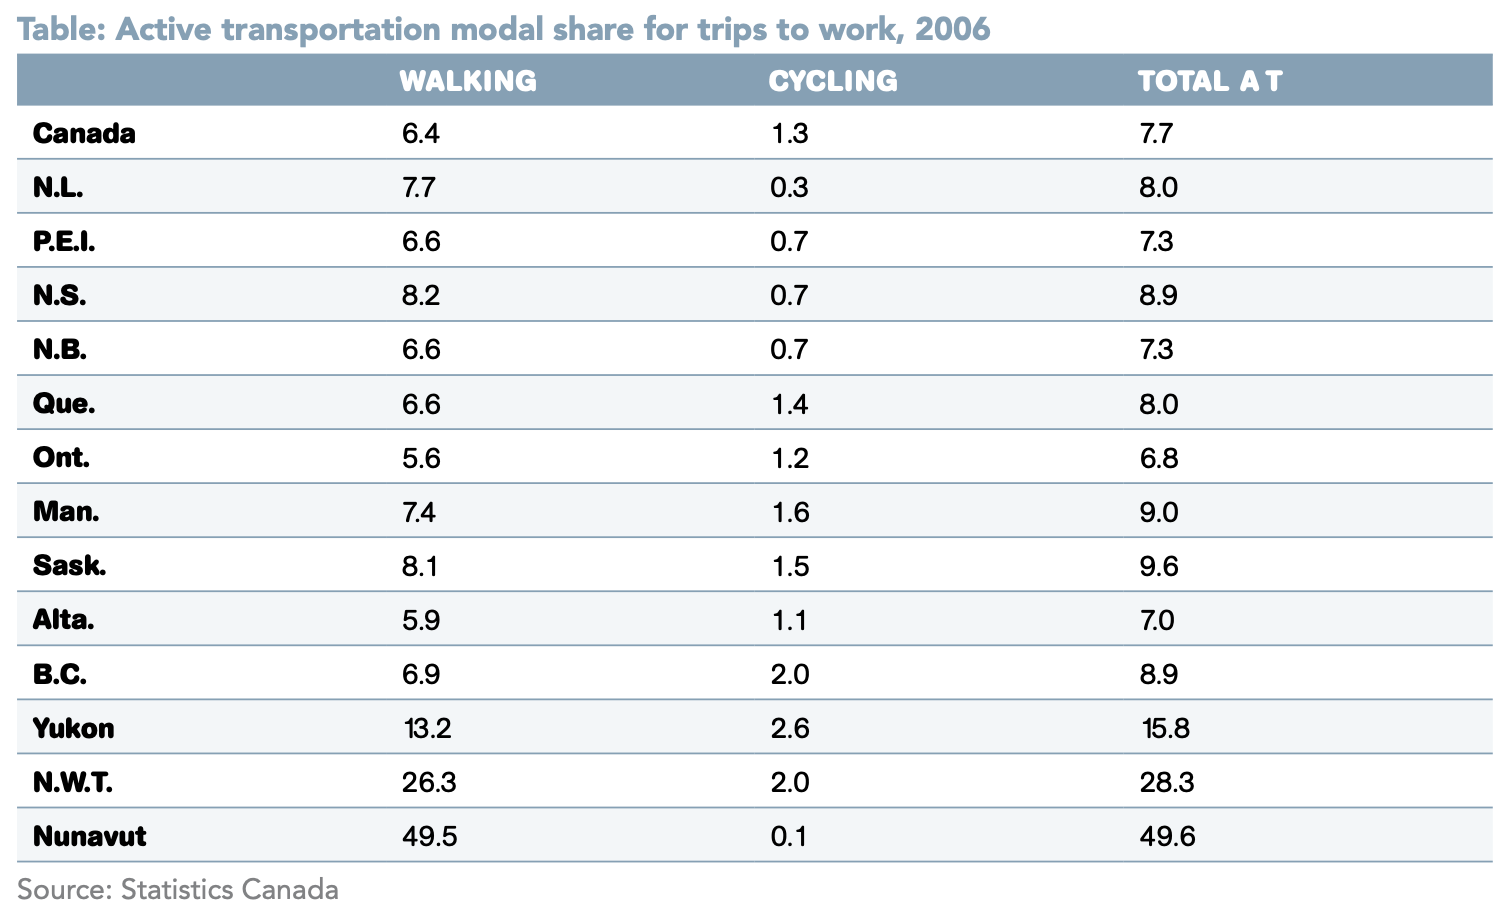 Table: Active transportation modal share for trips to work, 2006
WALKING CYCLING TOTAL A T
Canada 6.4 1.3 7.7
N.L. 7.7 0.3 8.0
P.E.I. 6.6 0.7 7.3
N.S. 8.2 0.7 8.9
N.B. 6.6 0.7 7.3
Que. 6.6 1.4 8.0
Ont. 5.6 1.2 6.8
Man. 7.4 1.6 9.0
Sask. 8.1 1.5 9.6
Alta. 5.9 1.1 7.0
B.C. 6.9 2.0 8.9
Yukon 13.2 2.6 15.8
N.W.T. 26.3 2.0 28.3
Nunavut 49.5 0.1 49.6
Source: Statistics Canada